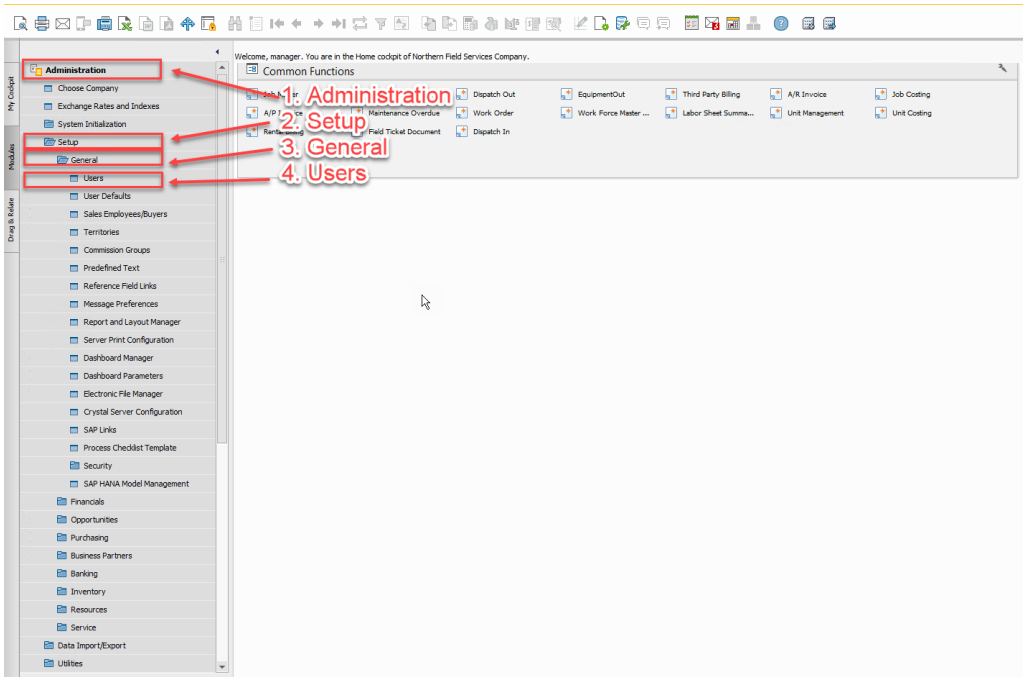 Welcome, manager. You are in the Home cockpit of Northern Field Services Company.
Common Functions
Dispatch Out
EquipmentOut
Third Party Billing
A/R Invoice
Job Costing
Maintenance Overdue
Work Order
Work Force Master ...
Labor Sheet Summa...
Unit Management
Unit Costing
Field Ticket Document
Dispatch In
1. Administration
2. Setup
3. General
4. Users
My Cockpit
Modules
Drag & Relate
Administration
Choose Company
Exchange Rates and Indexes
System Initialization
Setup
General
Users
User Defaults
Sales Employees/Buyers
Territories
Commission Groups
Predefined Text
Reference Field Links
Message Preferences
Report and Layout Manager
Server Print Configuration
Dashboard Manager
Dashboard Parameters
Electronic File Manager
Crystal Server Configuration
SAP Links
Process Checklist Template
Security
SAP HANA Model Management
Financials
Opportunities
Purchasing
Business Partners
Banking
Inventory
Resources
Service
Data Import/Export
Utilities